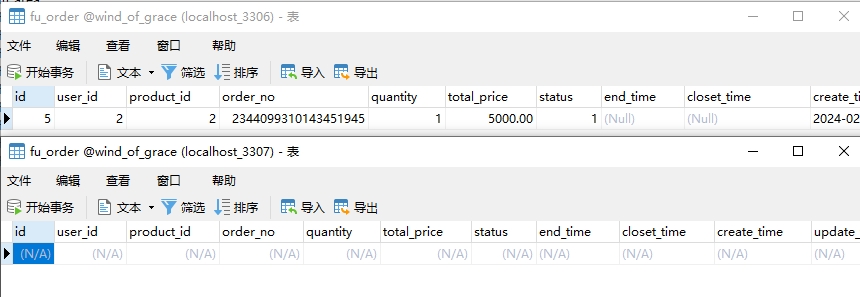 fu_order @wind_of_grace (localhost_3306) - 表
文件 编辑 查看 窗口 帮助
开始事务 文本 筛选 排序 导入 导出
id user_id product_id order_no quantity total_price status end_time closet_time create_ti
5 2 2 2344099310143451945 1 5000.00 1 (Null) (Null) 2024-02
fu_order @wind_of_grace (localhost_3307) - 表
文件 编辑 查看 窗口 帮助
开始事务 文本 筛选 排序 导入 导出
id user_id product_id order_no quantity total_price status end_time closet_time create_time update_
(N/A) (N/A) (N/A) (N/A) (N/A) (N/A) (N/A) (N/A) (N/A) (N/A) (N/A)